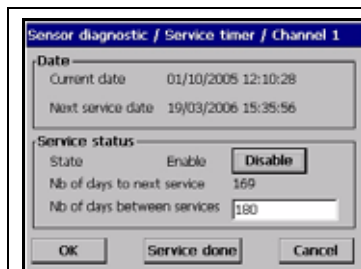 Sensor diagnostic / Service timer / Channel 1
Date
Current date 01/10/2005 12:10:28
Next service date 19/03/2006 15:35:56
Service status
State Enable Disable
Nb of days to next service 169
Nb of days between services 180
OK Service done Cancel